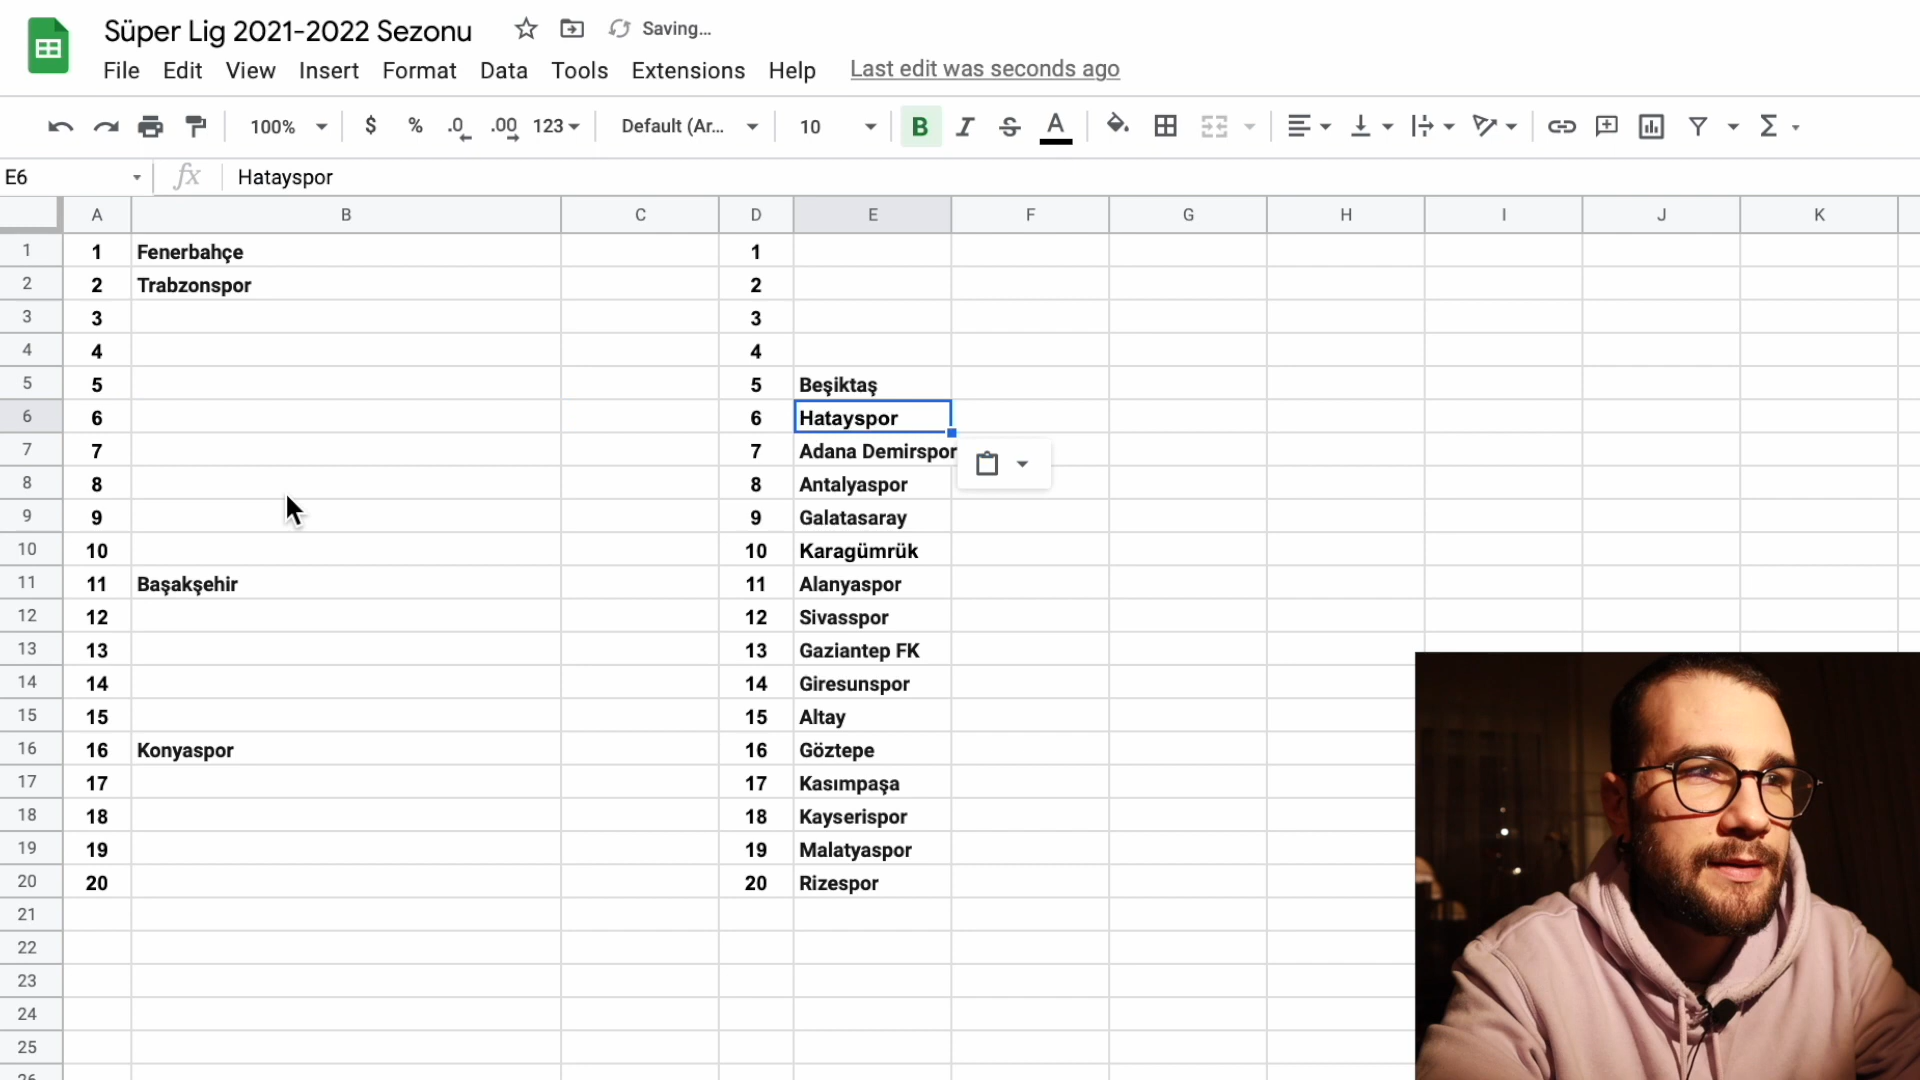 Süper Lig 2021-2022 Sezonu Saving...
File Edit View Insert Format Data Tools Extensions Help Last edit was seconds ago
100% $ % .0 .00 123 Default (Ar... 10 B I S A Σ
E6 fx Hatayspor
A B C D E F G H I J K
1 1 Fenerbahçe 1
2 2 Trabzonspor 2
3 3 3
4 4 4
5 5 5 Beşiktaş
6 6 6 Hatayspor
7 7 7 Adana Demirspor
8 8 8 Antalyaspor
9 9 9 Galatasaray
10 10 10 Karagümrük
11 11 Başakşehir 11 Alanyaspor
12 12 12 Sivasspor
13 13 13 Gaziantep FK
14 14 14 Giresunspor
15 15 15 Altay
16 16 Konyaspor 16 Göztepe
17 17 17 Kasımpaşa
18 18 18 Kayserispor
19 19 19 Malatyaspor
20 20 20 Rizespor
21
22
23
24
25
26